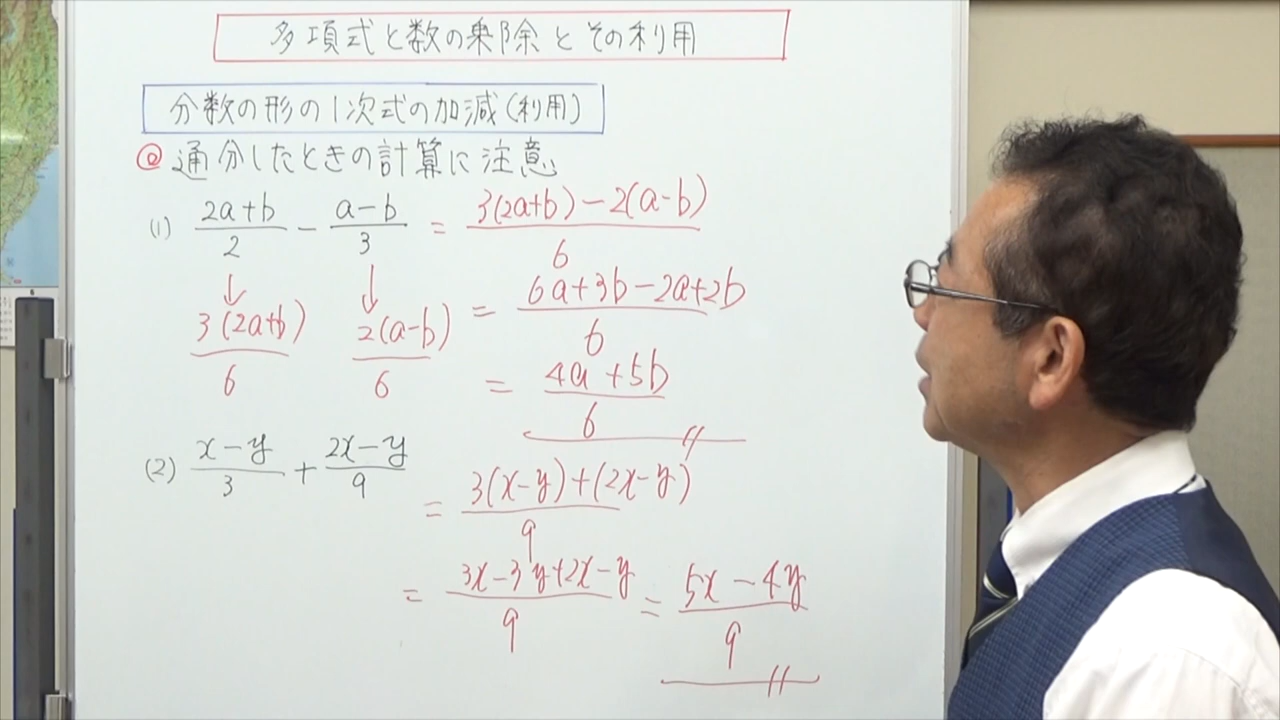 多項式と数の乗除とその利用
分数の形の1次式の加減(利用)
◎通分したときの計算に注意
(1) (2a+b)/2 − (a−b)/3 = (3(2a+b)−2(a−b))/6
↓ ↓
3(2a+b)/6 2(a−b)/6
= (6a+3b−2a+2b)/6
= (4a+5b)/6
(2) (x−y)/3 + (2x−y)/9
= (3(x−y)+(2x−y))/9
= (3x−3y+2x−y)/9 = (5x−4y)/9